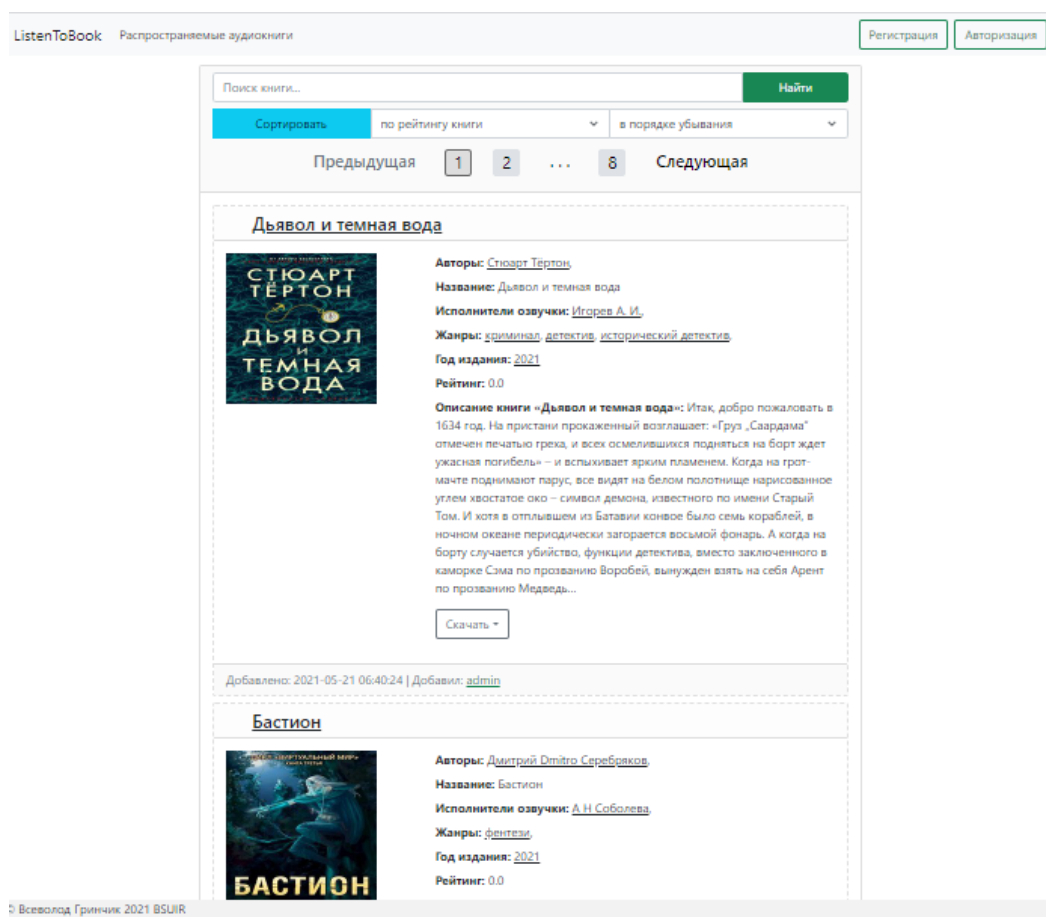 ListenToBook Распространяемые аудиокниги Регистрация Авторизация
Поиск книги... Найти
Сортировать по рейтингу книги в порядке убывания
Предыдущая 1 2 ... 8 Следующая
Дьявол и темная вода
СТЮАРТ
ТЁРТОН
ДЬЯВОЛ
И
ТЕМНАЯ
ВОДА
Авторы: Стюарт Тёртон,
Название: Дьявол и темная вода
Исполнители озвучки: Игорев А. И.,
Жанры: криминал, детектив, исторический детектив,
Год издания: 2021
Рейтинг: 0.0
Описание книги «Дьявол и темная вода»: Итак, добро пожаловать в
1634 год. На пристани прокаженный возглашает: «Груз „Саардама"
отмечен печатью греха, и всех осмелившихся подняться на борт ждет
ужасная погибель» – и вспыхивает ярким пламенем. Когда на грот-
мачте поднимают парус, все видят на белом полотнище нарисованное
углем хвостатое око – символ демона, известного по имени Старый
Том. И хотя в отплывшем из Батавии конвое было семь кораблей, в
ночном океане периодически загорается восьмой фонарь. А когда на
борту случается убийство, функции детектива, вместо заключенного в
каморке Сэма по прозванию Воробей, вынужден взять на себя Арент
по прозванию Медведь...
Скачать
Добавлено: 2021-05-21 06:40:24 | Добавил: admin
Бастион
ВИРТУАЛЬНЫЙ МИР»
БАСТИОН
Авторы: Дмитрий Dmitro Серебряков,
Название: Бастион
Исполнители озвучки: А Н Соболева,
Жанры: фентези,
Год издания: 2021
Рейтинг: 0.0
© Всеволод Гринчик 2021 BSUIR